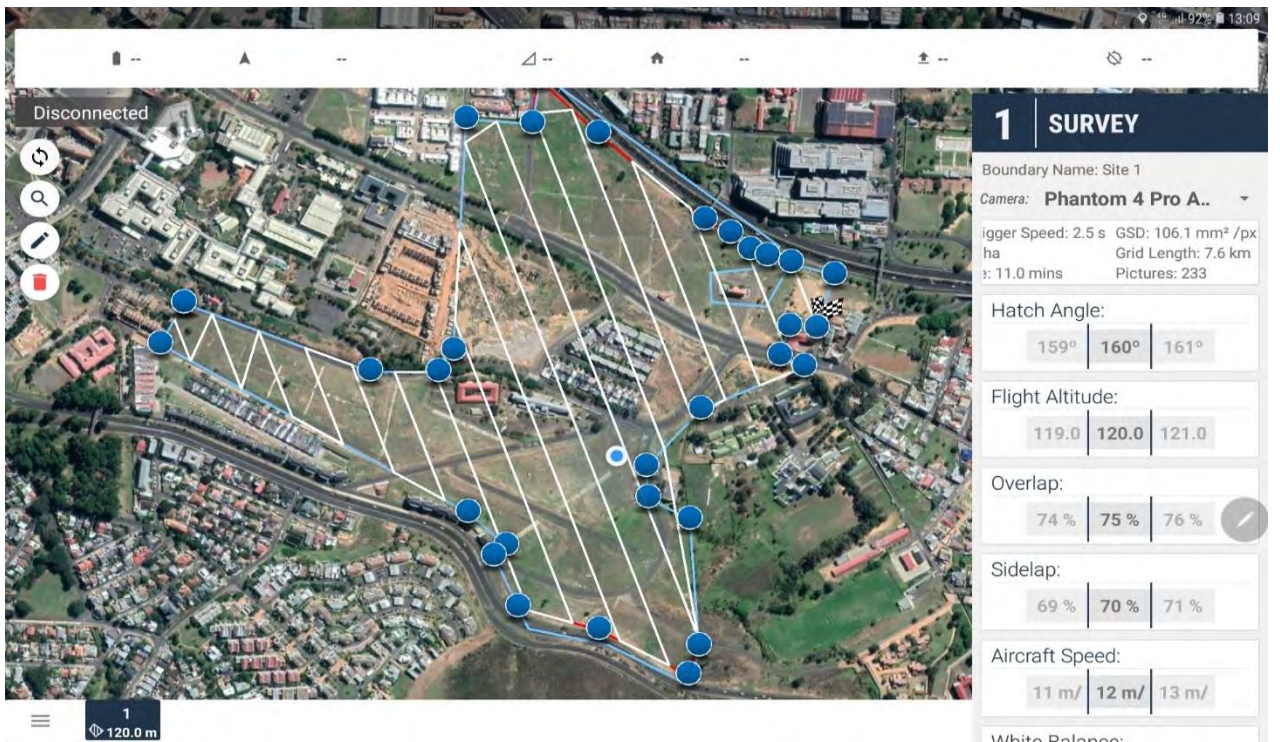 92% 13:09
-- -- -- -- -- --
Disconnected
1 SURVEY
Boundary Name: Site 1
Camera: Phantom 4 Pro A..
igger Speed: 2.5 s GSD: 106.1 mm² /px
ha Grid Length: 7.6 km
e: 11.0 mins Pictures: 233
Hatch Angle:
159° 160° 161°
Flight Altitude:
119.0 120.0 121.0
Overlap:
74 % 75 % 76 %
Sidelap:
69 % 70 % 71 %
Aircraft Speed:
11 m/ 12 m/ 13 m/
White Balance:
1
120.0 m